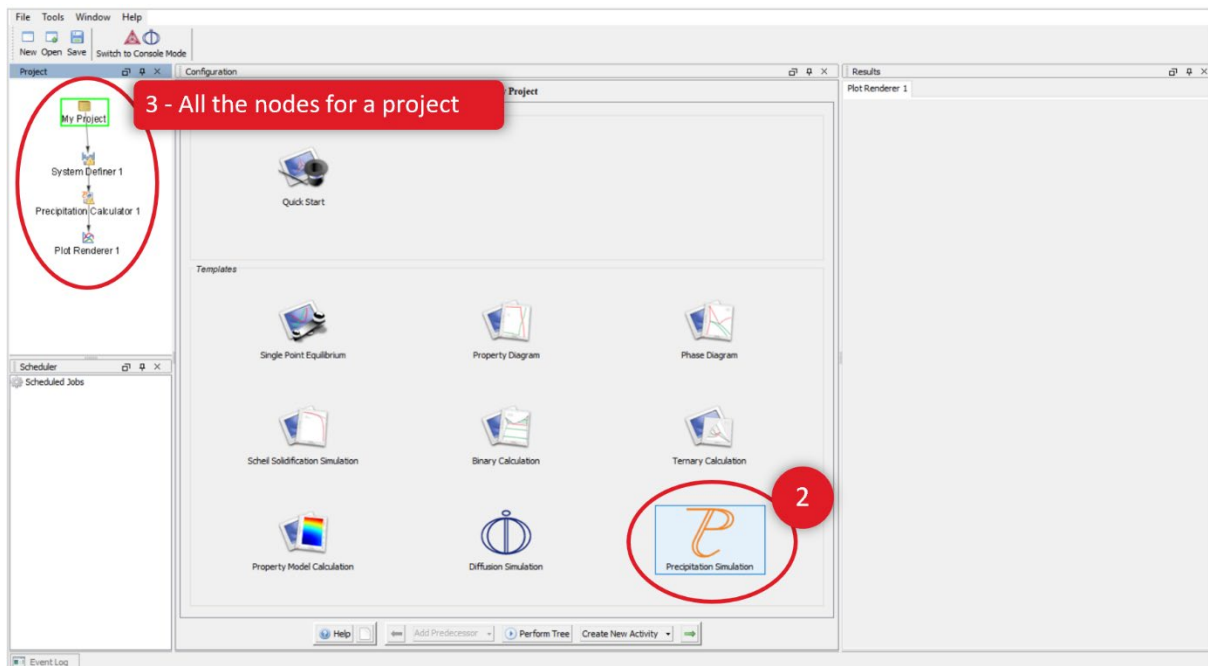 File Tools Window Help
New Open Save Switch to Console Mode
Project
Configuration
Results
3 - All the nodes for a project
Project
Plot Renderer 1
My Project
System Definer 1
Precipitation Calculator 1
Plot Renderer 1
Quick Start
Templates
Single Point Equilibrium
Property Diagram
Phase Diagram
Scheduler
Scheduled Jobs
Scheil Solidification Simulation
Binary Calculation
Ternary Calculation
2
Property Model Calculation
Diffusion Simulation
Precipitation Simulation
Help Add Predecessor Perform Tree Create New Activity
Event Log